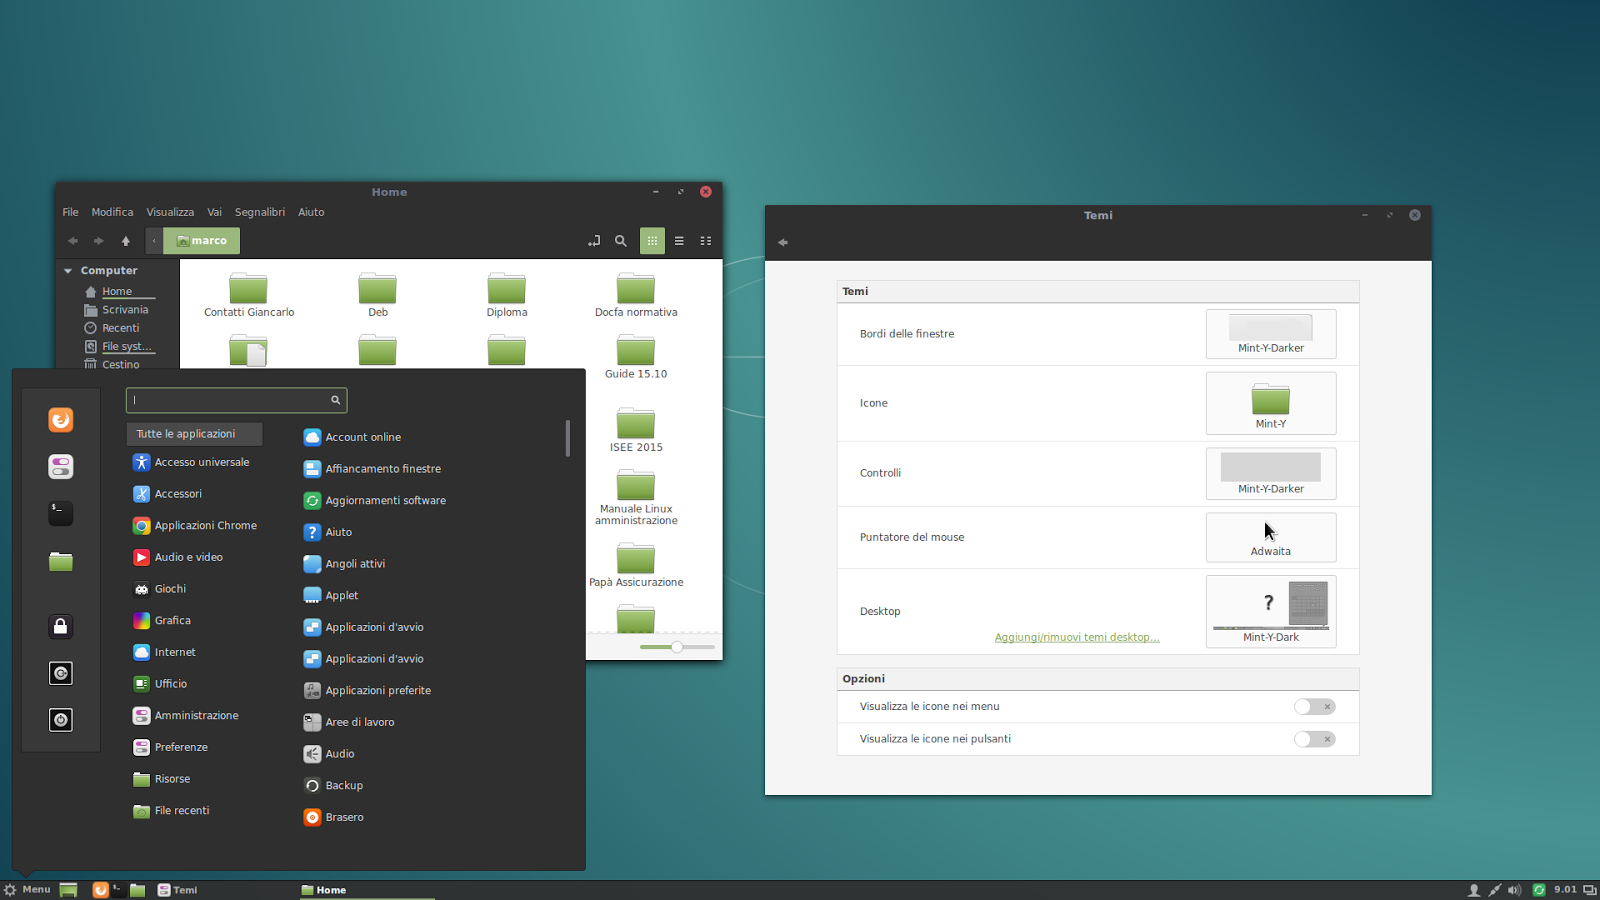 Home
File Modifica Visualizza Vai Segnalibri Aiuto
marco
Computer
Home
Scrivania
Recenti
File syst...
Cestino
Contatti Giancarlo
Deb
Diploma
Docfa normativa
Guide 15.10
ISEE 2015
Manuale Linux
amministrazione
Papà Assicurazione
Tutte le applicazioni
Accesso universale
Accessori
Applicazioni Chrome
Audio e video
Giochi
Grafica
Internet
Ufficio
Amministrazione
Preferenze
Risorse
File recenti
Account online
Affiancamento finestre
Aggiornamenti software
Aiuto
Angoli attivi
Applet
Applicazioni d'avvio
Applicazioni d'avvio
Applicazioni preferite
Aree di lavoro
Audio
Backup
Brasero
Temi
Temi
Bordi delle finestre
Mint-Y-Darker
Icone
Mint-Y
Controlli
Mint-Y-Darker
Puntatore del mouse
Adwaita
Desktop
?
Aggiungi/rimuovi temi desktop...
Mint-Y-Dark
Opzioni
Visualizza le icone nei menu
Visualizza le icone nei pulsanti
Menu
Temi
Home
9.01